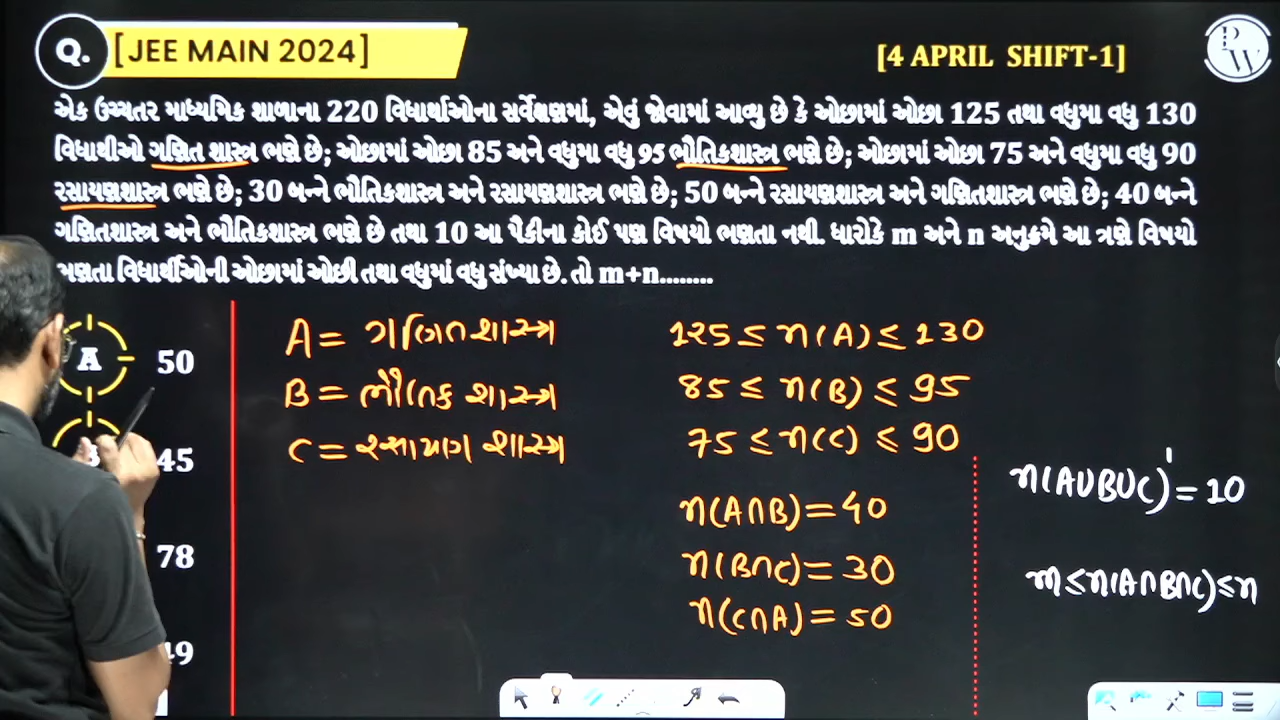 Q. [JEE MAIN 2024]
[4 APRIL SHIFT-1]
PW
એક ઉચ્ચતર માધ્યમિક શાળાના 220 વિધાર્થાઓના સર્વેક્ષણમાં, એવું જોવામાં આવ્યુ છે કે ઓછામાં ઓછા 125 તથા વધુમા વધુ 130
વિધાથીઓ ગણિત શાસ્ત્ર ભણે છે; ઓછામાં ઓછા 85 અને વધુમા વધુ 95 ભૌતિકશાસ્ત્ર ભણે છે; ઓછામાં ઓછા 75 અને વધુમા વધુ 90
રસાયણશાસ્ત્ર ભણે છે; 30 બન્ને ભૌતિકશાસ્ત્ર અને રસાયણશાસ્ત્ર ભણે છે; 50 બન્ને રસાયણશાસ્ત્ર અને ગણિતશાસ્ત્ર ભણે છે; 40 બન્ને
ગણિતશાસ્ત્ર અને ભૌતિકશાસ્ત્ર ભણે છે તથા 10 આ પૈકીના કોઈ પણ વિષયો ભણતા નથી. ધારોકે m અને n અનુક્રમે આ ત્રણે વિષયો
ભણતા વિધાર્થીઓની ઓછામાં ઓછી તથા વધુમાં વધુ સંખ્યા છે. તો m+n........
A 50
45
78
49
A = ગણિતશાસ્ત્ર
B = ભૌતિક શાસ્ત્ર
C = રસાયણ શાસ્ત્ર
125 ≤ n(A) ≤ 130
85 ≤ n(B) ≤ 95
75 ≤ n(C) ≤ 90
n(A∩B) = 40
n(B∩C) = 30
n(C∩A) = 50
n(A∪B∪C)' = 10
m ≤ n(A∩B∩C) ≤ n